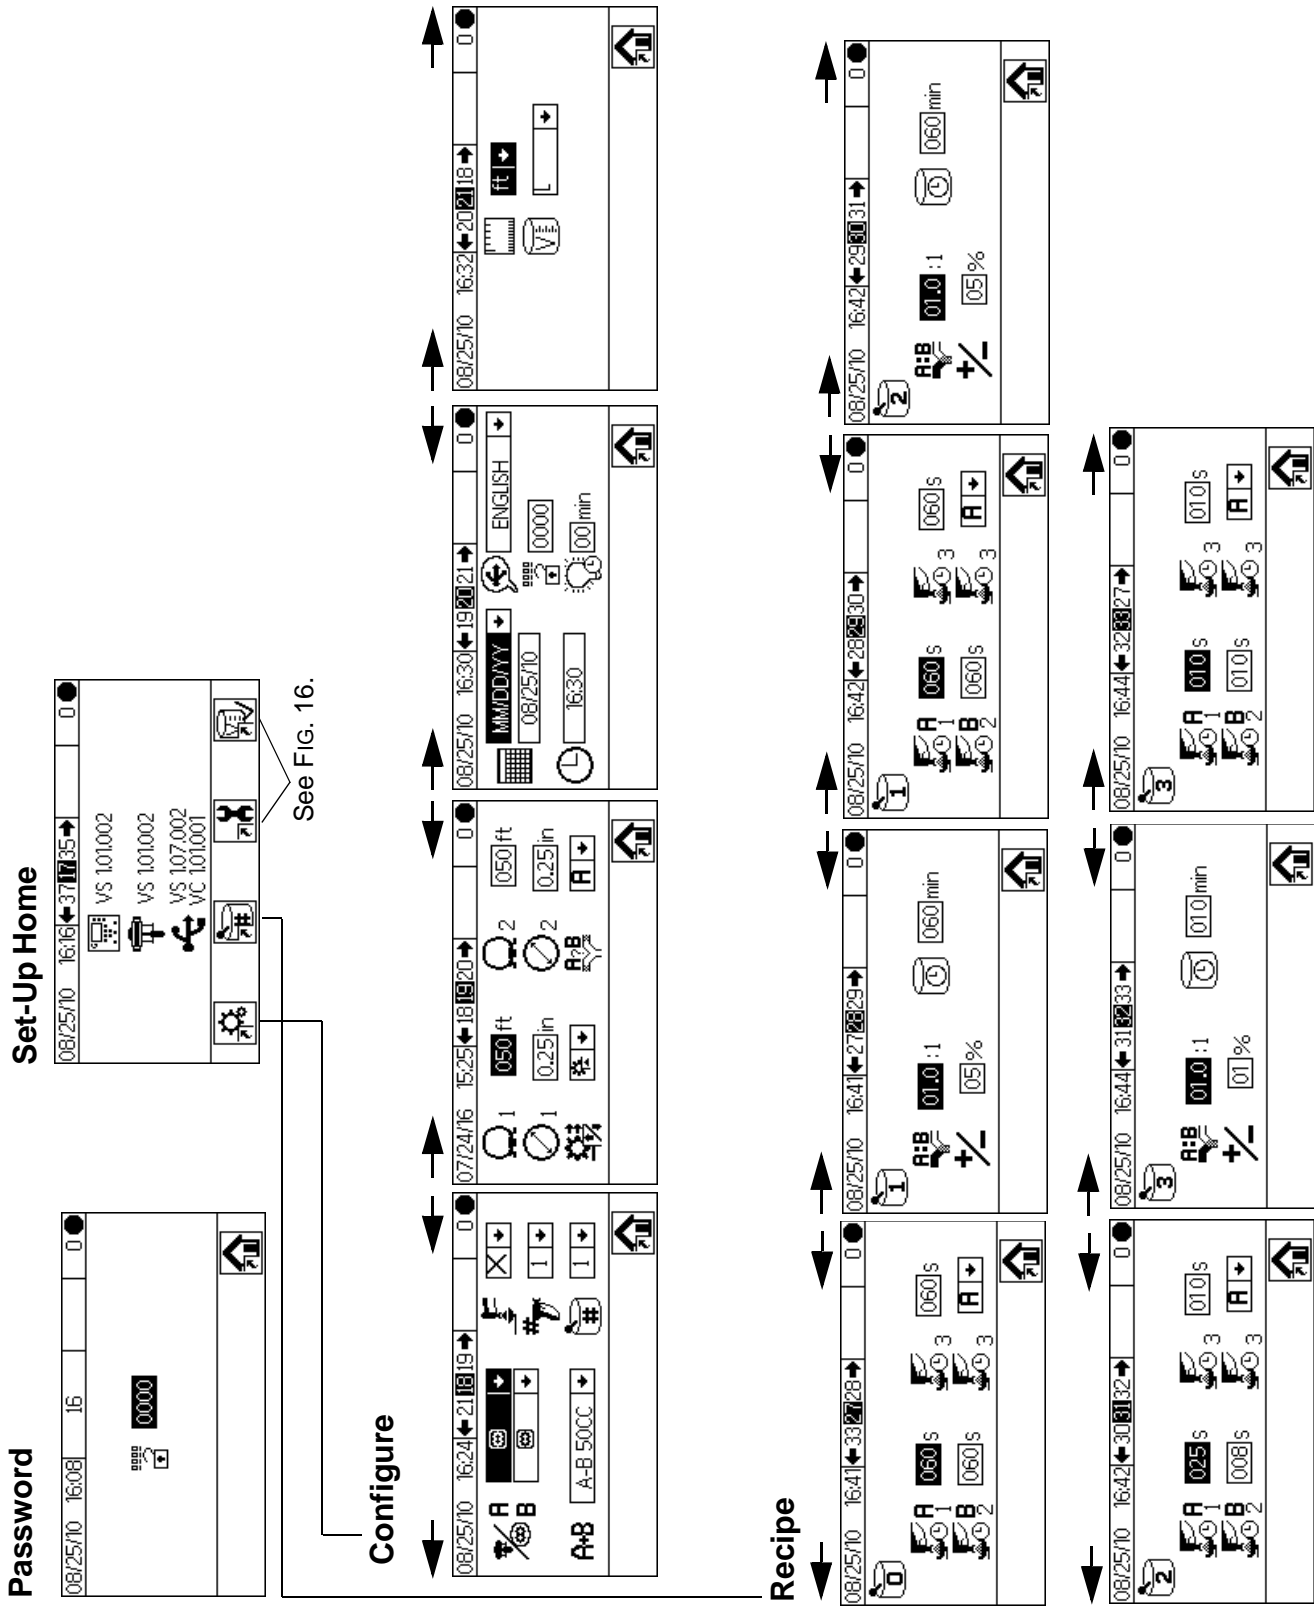 Password
08/25/10 16:08 16 0
0000
Set-Up Home
08/25/10 16:16 37 17 35 0
VS 1.01.002
VS 1.01.002
VS 1.07.002
VC 1.01.001
#
See FIG. 16.
Configure
08/25/10 16:24 21 18 19 0
A X
B # 1
A+B A-B 50CC # 1
07/24/16 15:25 18 19 20 0
1 050 ft 2 050 ft
1 0.25 in 2 0.25 in
A?B A
08/25/10 16:30 19 20 21 0
MM/DD/YY ENGLISH
08/25/10 0000
16:30 00 min
08/25/10 16:32 20 21 18 0
ft
L
Recipe
08/25/10 16:41 33 27 28 0
0
A 1 060 s 3 060 s
B 2 060 s 3 A
08/25/10 16:41 27 28 29 0
1
A:B 01.0 :1 060 min
+/- 05 %
08/25/10 16:42 28 29 30 0
1
A 1 060 s 3 060 s
B 2 060 s 3 A
08/25/10 16:42 29 30 31 0
2
A:B 01.0 :1 060 min
+/- 05 %
08/25/10 16:42 30 31 32 0
2
A 1 025 s 3 010 s
B 2 008 s 3 A
08/25/10 16:44 31 32 33 0
3
A:B 01.0 :1 010 min
+/- 01 %
08/25/10 16:44 32 33 27 0
3
A 1 010 s 3 010 s
B 2 010 s 3 A